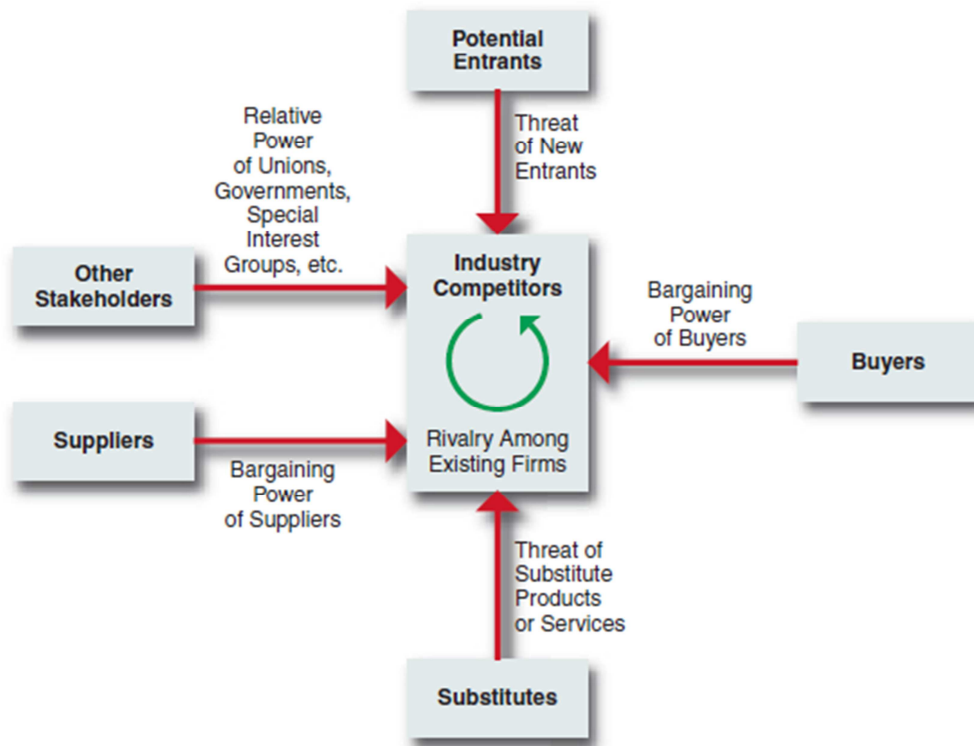 Potential
Entrants
Threat
of New
Entrants
Relative
Power
of Unions,
Governments,
Special
Interest
Groups, etc.
Other
Stakeholders
Industry
Competitors
Rivalry Among
Existing Firms
Bargaining
Power
of Buyers
Buyers
Suppliers
Bargaining
Power
of Suppliers
Threat of
Substitute
Products
or Services
Substitutes